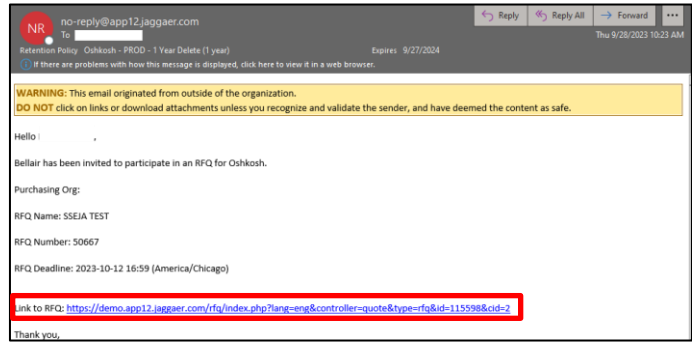 NR
no-reply@app12.jaggaer.com
To
Reply
Reply All
Forward
Thu 9/28/2023 10:23 AM
Retention Policy Oshkosh - PROD - 1 Year Delete (1 year)
Expires 9/27/2024
If there are problems with how this message is displayed, click here to view it in a web browser.
WARNING: This email originated from outside of the organization.
DO NOT click on links or download attachments unless you recognize and validate the sender, and have deemed the content as safe.
Hello ,
Bellair has been invited to participate in an RFQ for Oshkosh.
Purchasing Org:
RFQ Name: SSEJA TEST
RFQ Number: 50667
RFQ Deadline: 2023-10-12 16:59 (America/Chicago)
Link to RFQ: https://demo.app12.jaggaer.com/rfq/index.php?lang=eng&controller=quote&type=rfq&id=115598&cid=2
Thank you,